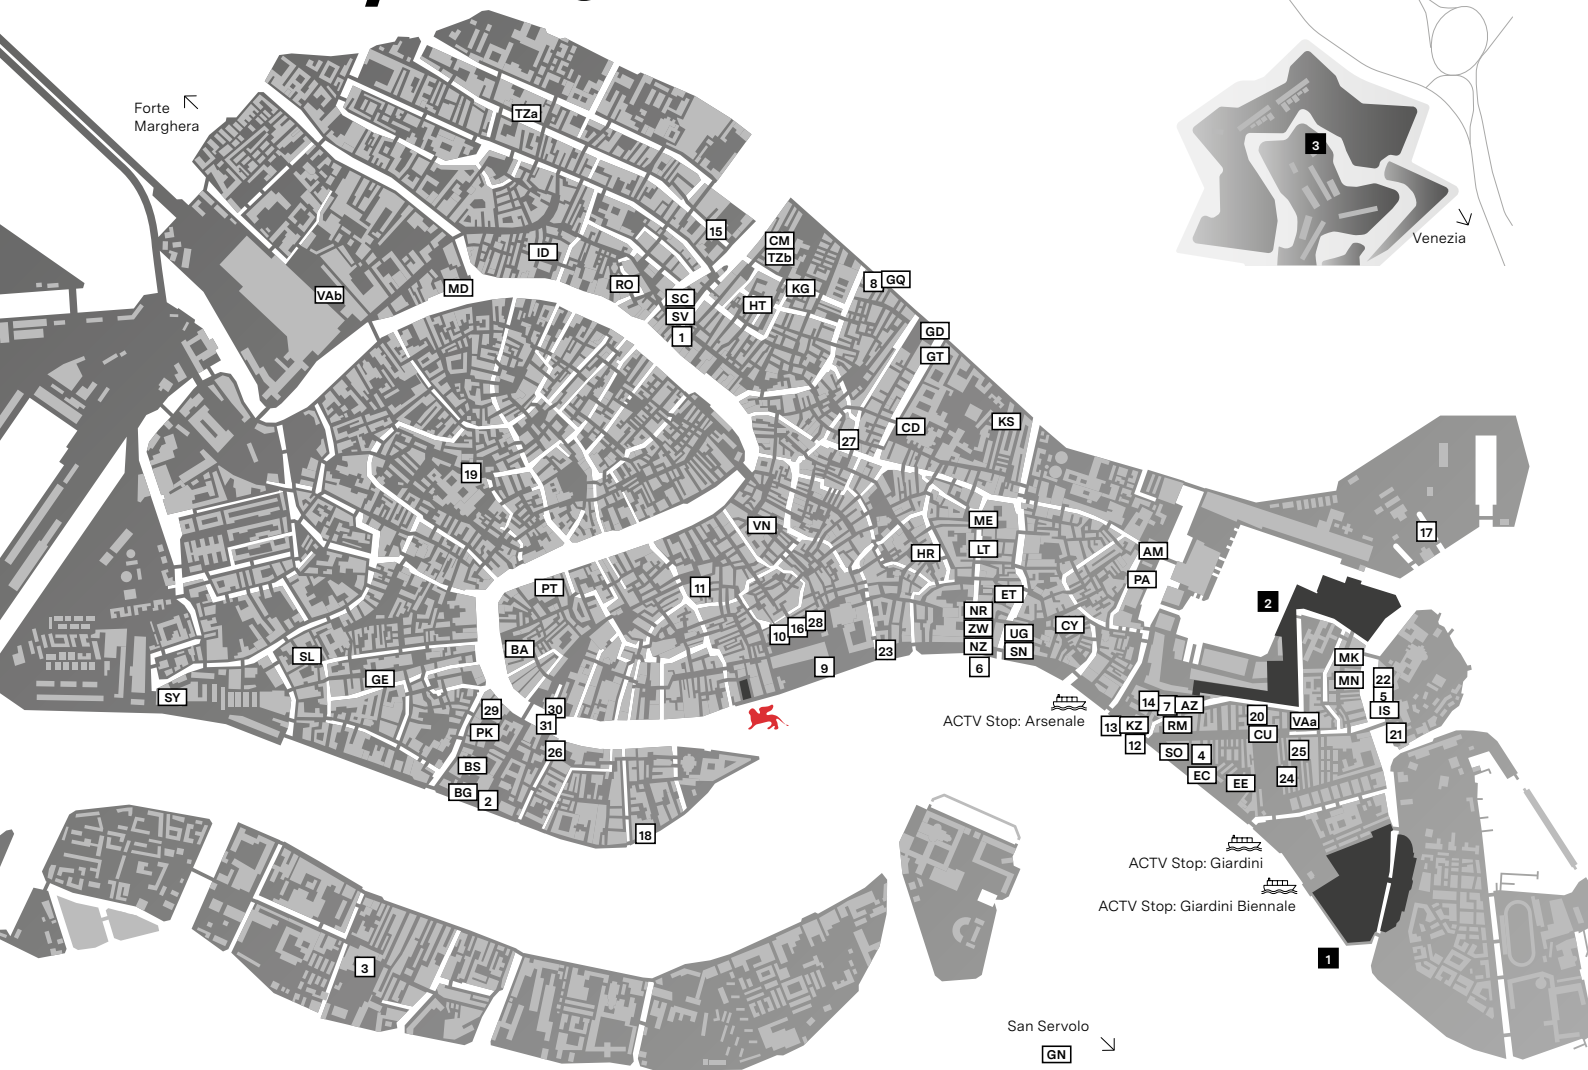 Forte
Marghera
TZa
3
Venezia
15
CM
TZb
ID
RO
MD
VAb
SC
SV
1
HT
KG
8
GQ
GD
GT
CD
KS
27
19
VN
ME
LT
HR
AM
PA
17
2
PT
11
ET
NR
ZW
NZ
6
UG
SN
CY
10
16
28
BA
SL
GE
SY
9
23
MK
MN
22
5
IS
21
29
30
31
PK
26
BS
BG
2
18
14
7
AZ
13
KZ
12
RM
20
CU
VAa
SO
4
EC
EE
25
24
ACTV Stop: Arsenale
ACTV Stop: Giardini
ACTV Stop: Giardini Biennale
1
3
San Servolo
GN